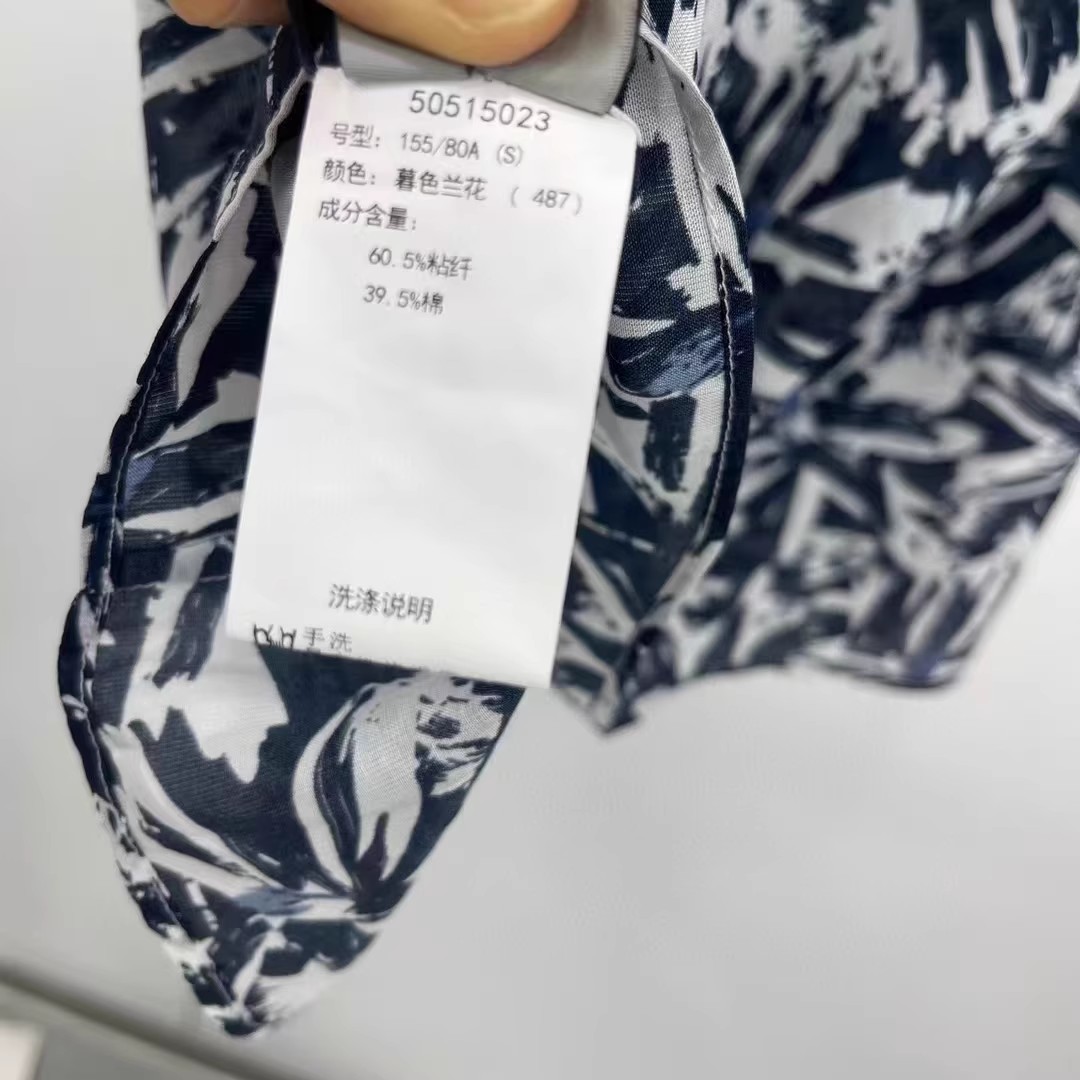 50515023
号型: 155/80A (S)
颜色: 暮色兰花 ( 487)
成分含量:
60.5%粘纤
39.5%棉
洗涤说明
手洗